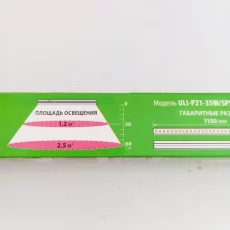 ПЛОЩАДЬ ОСВЕЩЕНИЯ
1.2 м²
2.5 м²
0
30
60
Модель ULI-P21-35W/SP
ГАБАРИТНЫЕ РАЗ
1150 мм